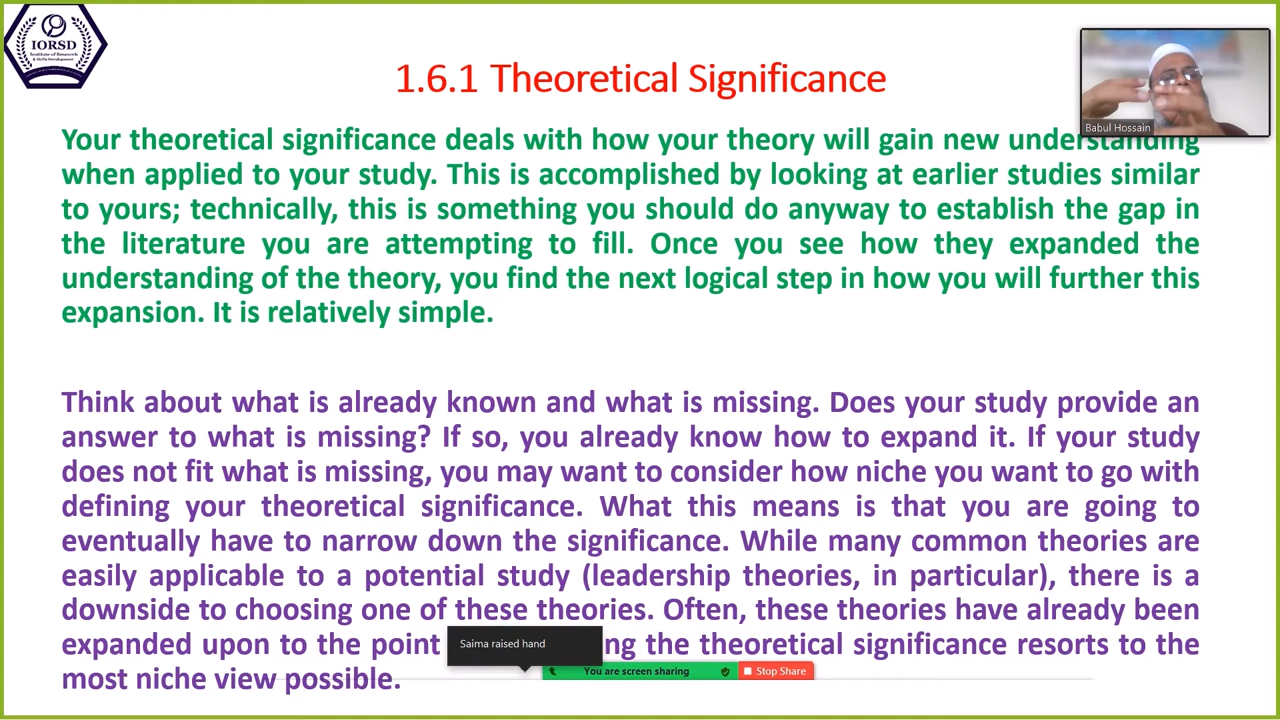 IORSD
Institute of Research
& Skills Development
1.6.1 Theoretical Significance
Babul Hossain
Your theoretical significance deals with how your theory will gain new understanding
when applied to your study. This is accomplished by looking at earlier studies similar
to yours; technically, this is something you should do anyway to establish the gap in
the literature you are attempting to fill. Once you see how they expanded the
understanding of the theory, you find the next logical step in how you will further this
expansion. It is relatively simple.
Think about what is already known and what is missing. Does your study provide an
answer to what is missing? If so, you already know how to expand it. If your study
does not fit what is missing, you may want to consider how niche you want to go with
defining your theoretical significance. What this means is that you are going to
eventually have to narrow down the significance. While many common theories are
easily applicable to a potential study (leadership theories, in particular), there is a
downside to choosing one of these theories. Often, these theories have already been
expanded upon to the point ng the theoretical significance resorts to the
Saima raised hand
You are screen sharing
Stop Share
most niche view possible.